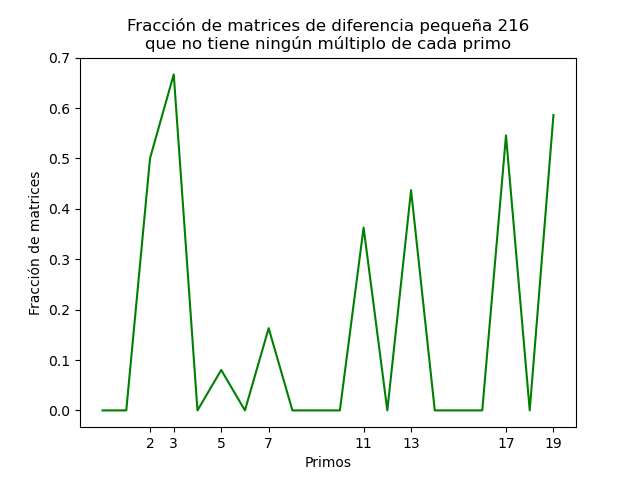 Fracción de matrices de diferencia pequeña 216
que no tiene ningún múltiplo de cada primo
0.7
0.6
0.5
0.4
0.3
0.2
0.1
0.0
Fracción de matrices
2 3 5 7 11 13 17 19
Primos